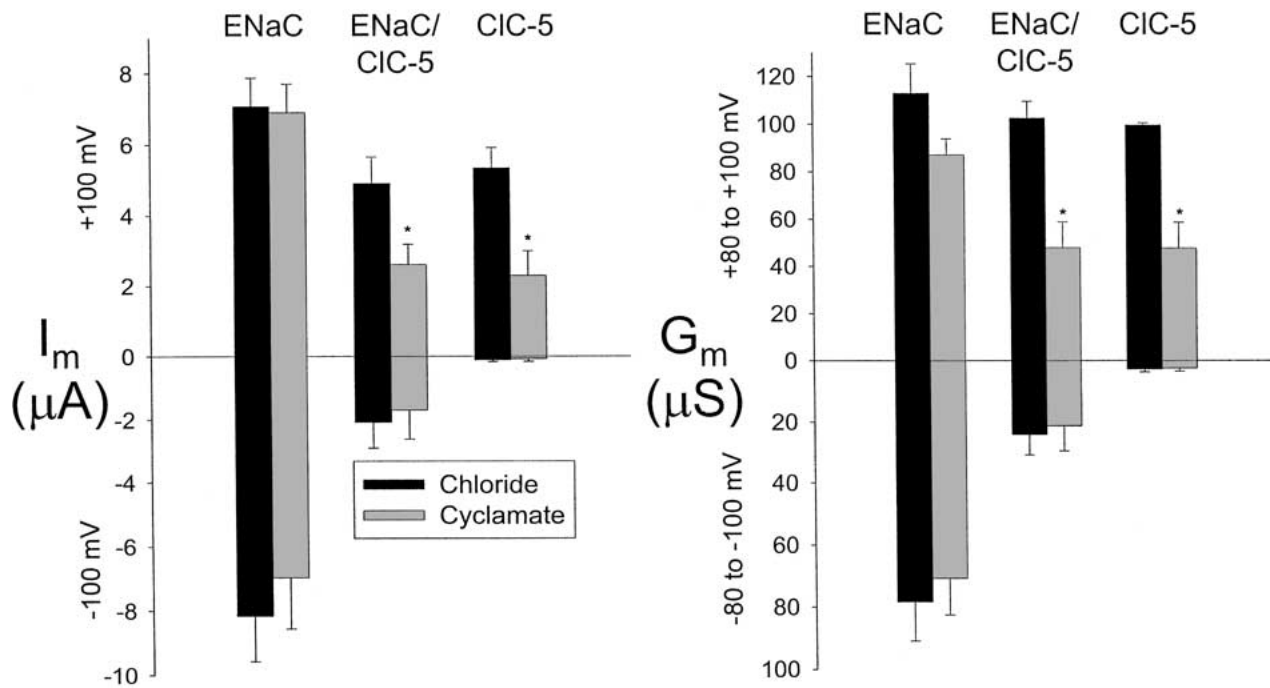 ENaC
ENaC/
ClC-5
ClC-5
8
6
4
2
0
-2
-4
-6
-8
-10
+100 mV
-100 mV
Im
(μA)
Chloride
Cyclamate
*
*
ENaC
ENaC/
ClC-5
ClC-5
120
100
80
60
40
20
0
20
40
60
80
100
+80 to +100 mV
-80 to -100 mV
Gm
(μS)
*
*